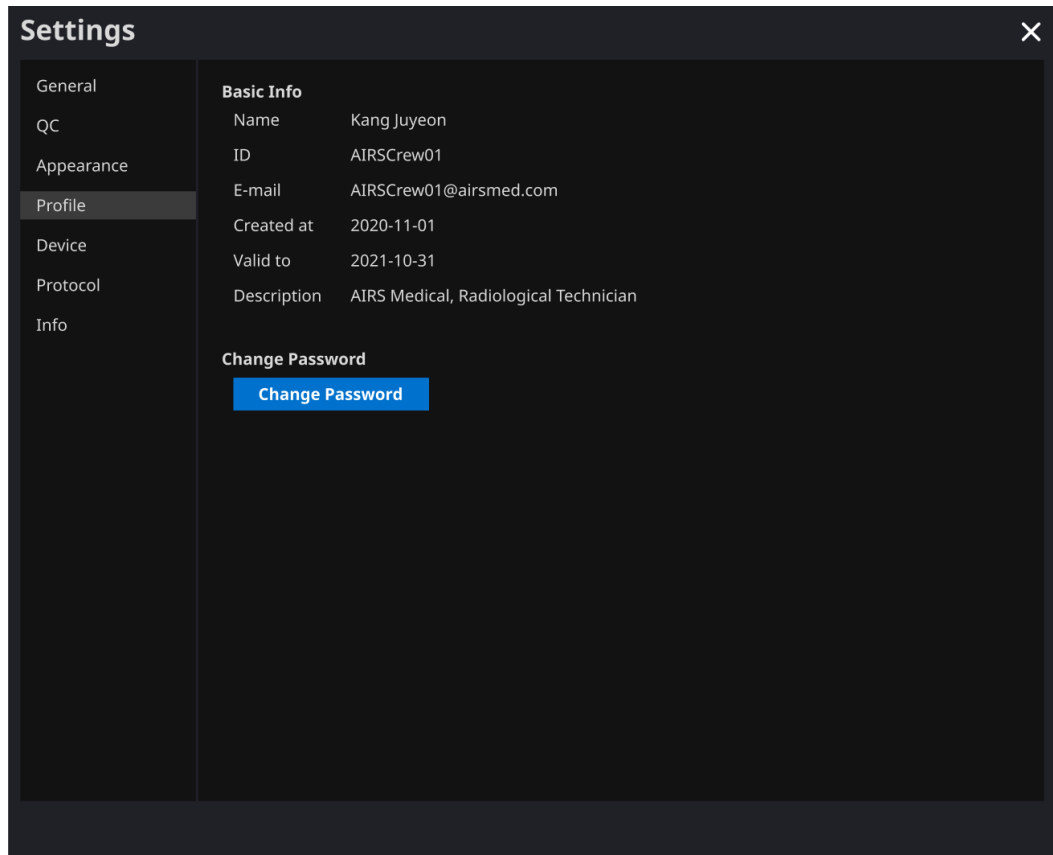 Settings
General
QC
Appearance
Profile
Device
Protocol
Info
Basic Info
Name Kang Juyeon
ID AIRSCrew01
E-mail AIRSCrew01@airsmed.com
Created at 2020-11-01
Valid to 2021-10-31
Description AIRS Medical, Radiological Technician
Change Password
Change Password